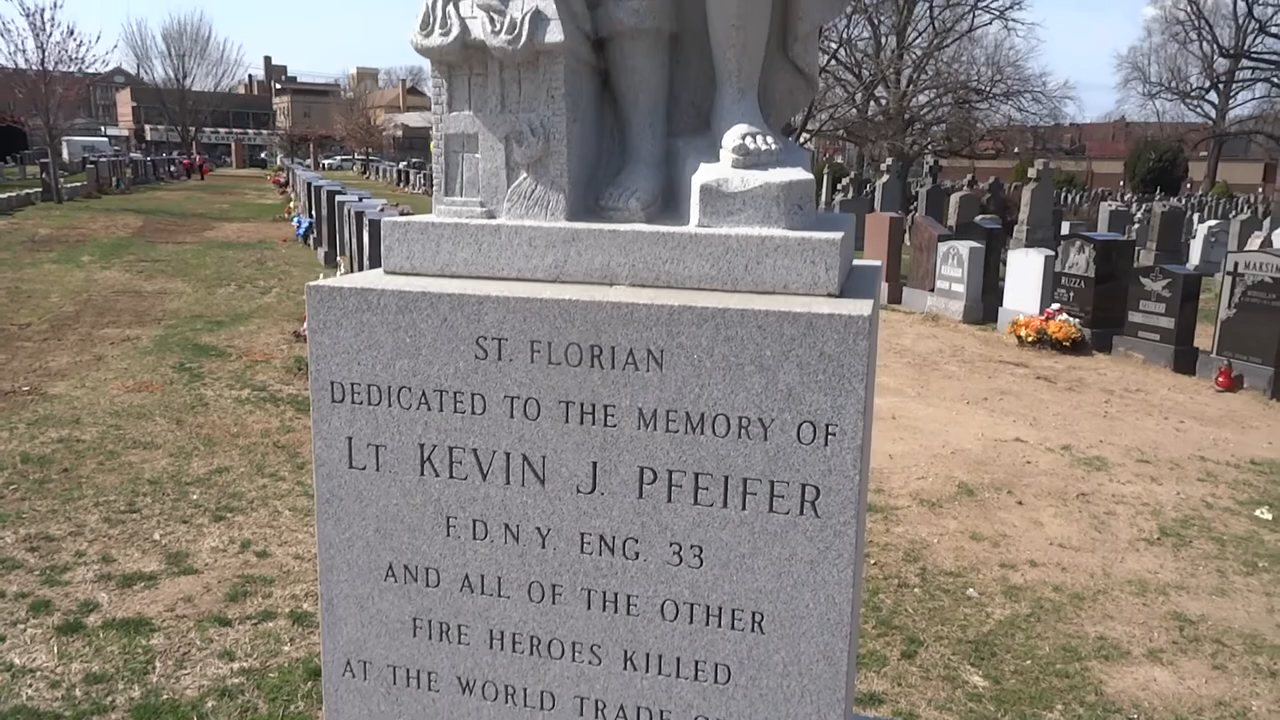 ST. FLORIAN
DEDICATED TO THE MEMORY OF
LT. KEVIN J. PFEIFER
F.D.N.Y. ENG. 33
AND ALL OF THE OTHER
FIRE HEROES KILLED
AT THE WORLD TRADE
RUZZA